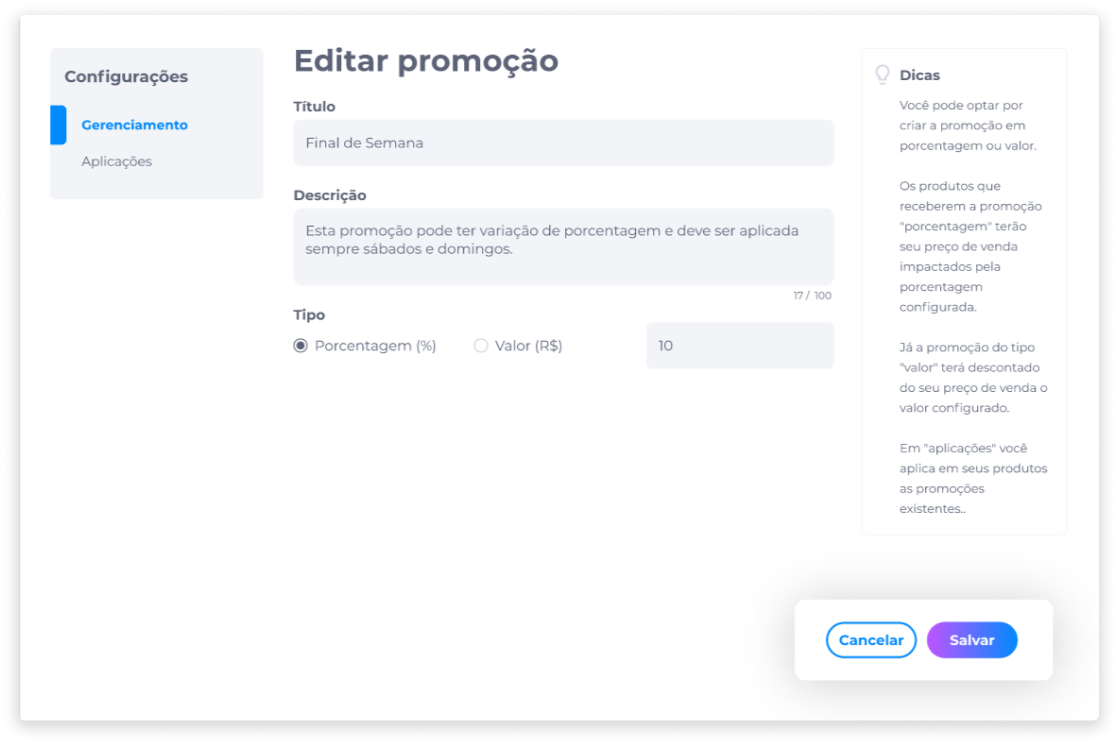 Configurações
Gerenciamento
Aplicações
Editar promoção
Título
Final de Semana
Descrição
Esta promoção pode ter variação de porcentagem e deve ser aplicada
sempre sábados e domingos.
17 / 100
Tipo
Porcentagem (%)
Valor (R$)
10
Dicas
Você pode optar por
criar a promoção em
porcentagem ou valor.
Os produtos que
receberem a promoção
"porcentagem" terão
seu preço de venda
impactados pela
porcentagem
configurada.
Já a promoção do tipo
"valor" terá descontado
do seu preço de venda o
valor configurado.
Em "aplicações" você
aplica em seus produtos
as promoções
existentes..
Cancelar
Salvar